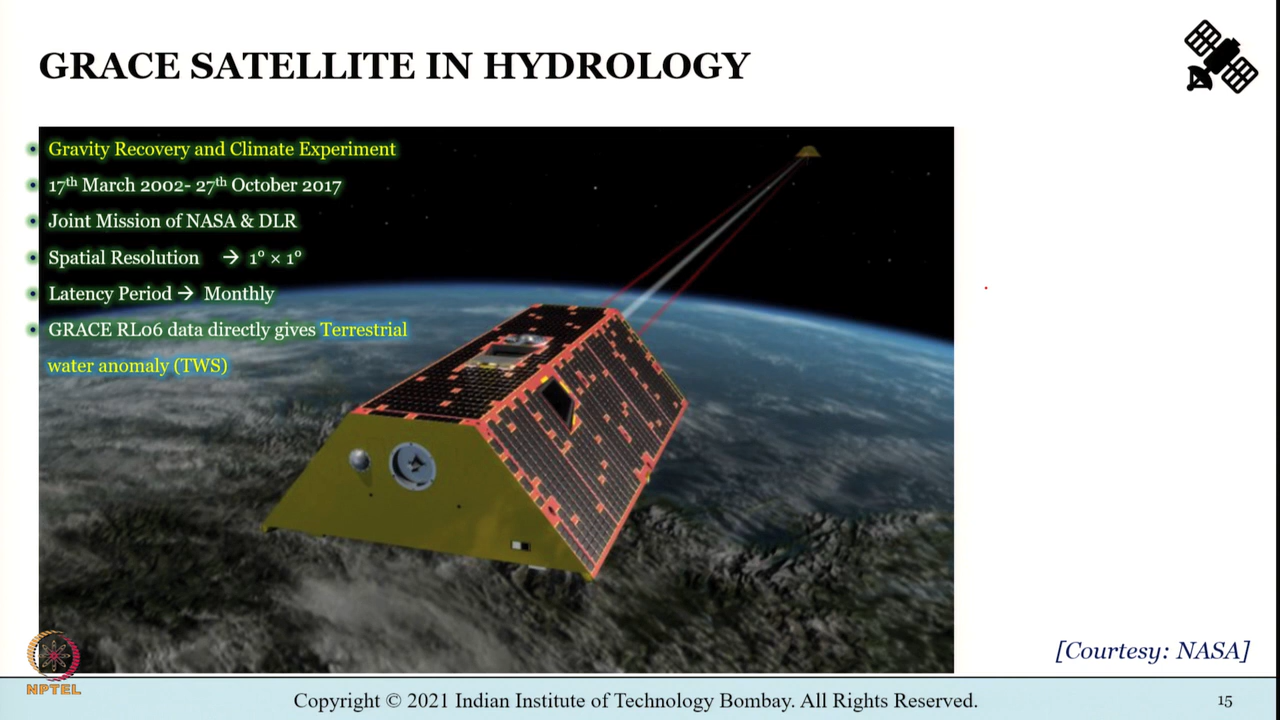 GRACE SATELLITE IN HYDROLOGY
• Gravity Recovery and Climate Experiment
• 17th March 2002- 27th October 2017
• Joint Mission of NASA & DLR
• Spatial Resolution → 1° × 1°
• Latency Period → Monthly
• GRACE RL06 data directly gives Terrestrial
water anomaly (TWS)
[Courtesy: NASA]
NPTEL
Copyright © 2021 Indian Institute of Technology Bombay. All Rights Reserved.
15